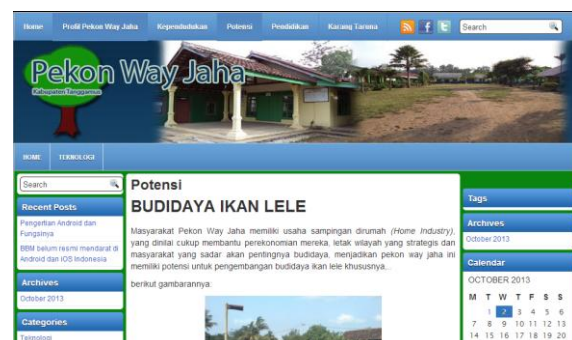 Home Profil Pekon Way Jaha Kependudukan Potensi Pendidikan Karang Taruna
Search
Pekon Way Jaha
Kabupaten Tanggamus
HOME TEKNOLOGI
Search
Recent Posts
Pengertian Android dan
Fungsinya
BBM belum resmi mendarat di
Android dan iOS Indonesia
Archives
October 2013
Categories
Teknologi
Potensi
BUDIDAYA IKAN LELE
Masyarakat Pekon Way Jaha memiliki usaha sampingan dirumah (Home Industry),
yang dinilai cukup membantu perekonomian mereka, letak wilayah yang strategis dan
masyarakat yang sadar akan pentingnya budidaya, menjadikan pekon way jaha ini
memiliki potensi untuk pengembangan budidaya ikan lele khususnya..
berikut gambarannya:
Tags
Archives
October 2013
Calendar
OCTOBER 2013
M T W T F S S
1 2 3 4 5 6
7 8 9 10 11 12 13
14 15 16 17 18 19 20